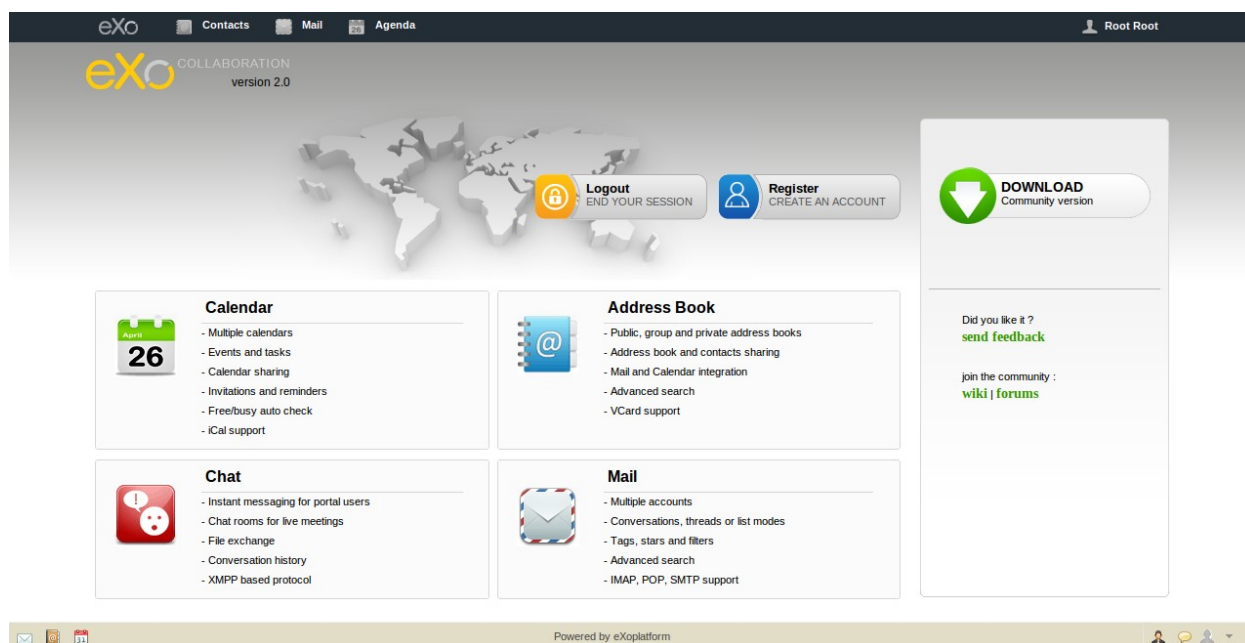 eXo
Contacts
Mail
26
Agenda
Root Root
eXo COLLABORATION
version 2.0
Logout
END YOUR SESSION
Register
CREATE AN ACCOUNT
DOWNLOAD
Community version
Calendar
April
26
- Multiple calendars
- Events and tasks
- Calendar sharing
- Invitations and reminders
- Free/busy auto check
- iCal support
Address Book
@
- Public, group and private address books
- Address book and contacts sharing
- Mail and Calendar integration
- Advanced search
- VCard support
Did you like it ?
send feedback
join the community :
wiki | forums
Chat
!
- Instant messaging for portal users
- Chat rooms for live meetings
- File exchange
- Conversation history
- XMPP based protocol
Mail
- Multiple accounts
- Conversations, threads or list modes
- Tags, stars and filters
- Advanced search
- IMAP, POP, SMTP support
@
31
Powered by eXoplatform